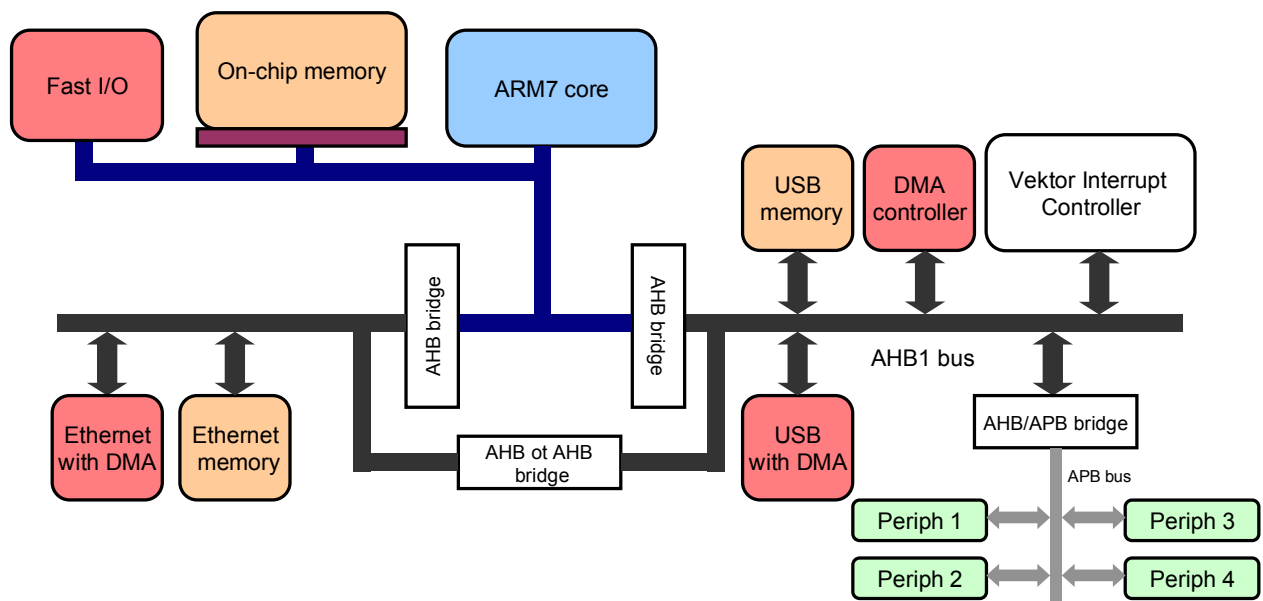 Fast I/O
On-chip memory
ARM7 core
USB
memory
DMA
controller
Vektor Interrupt
Controller
AHB bridge
AHB bridge
AHB1 bus
Ethernet
with DMA
Ethernet
memory
AHB ot AHB
bridge
USB
with DMA
AHB/APB bridge
APB bus
Periph 1
Periph 3
Periph 2
Periph 4